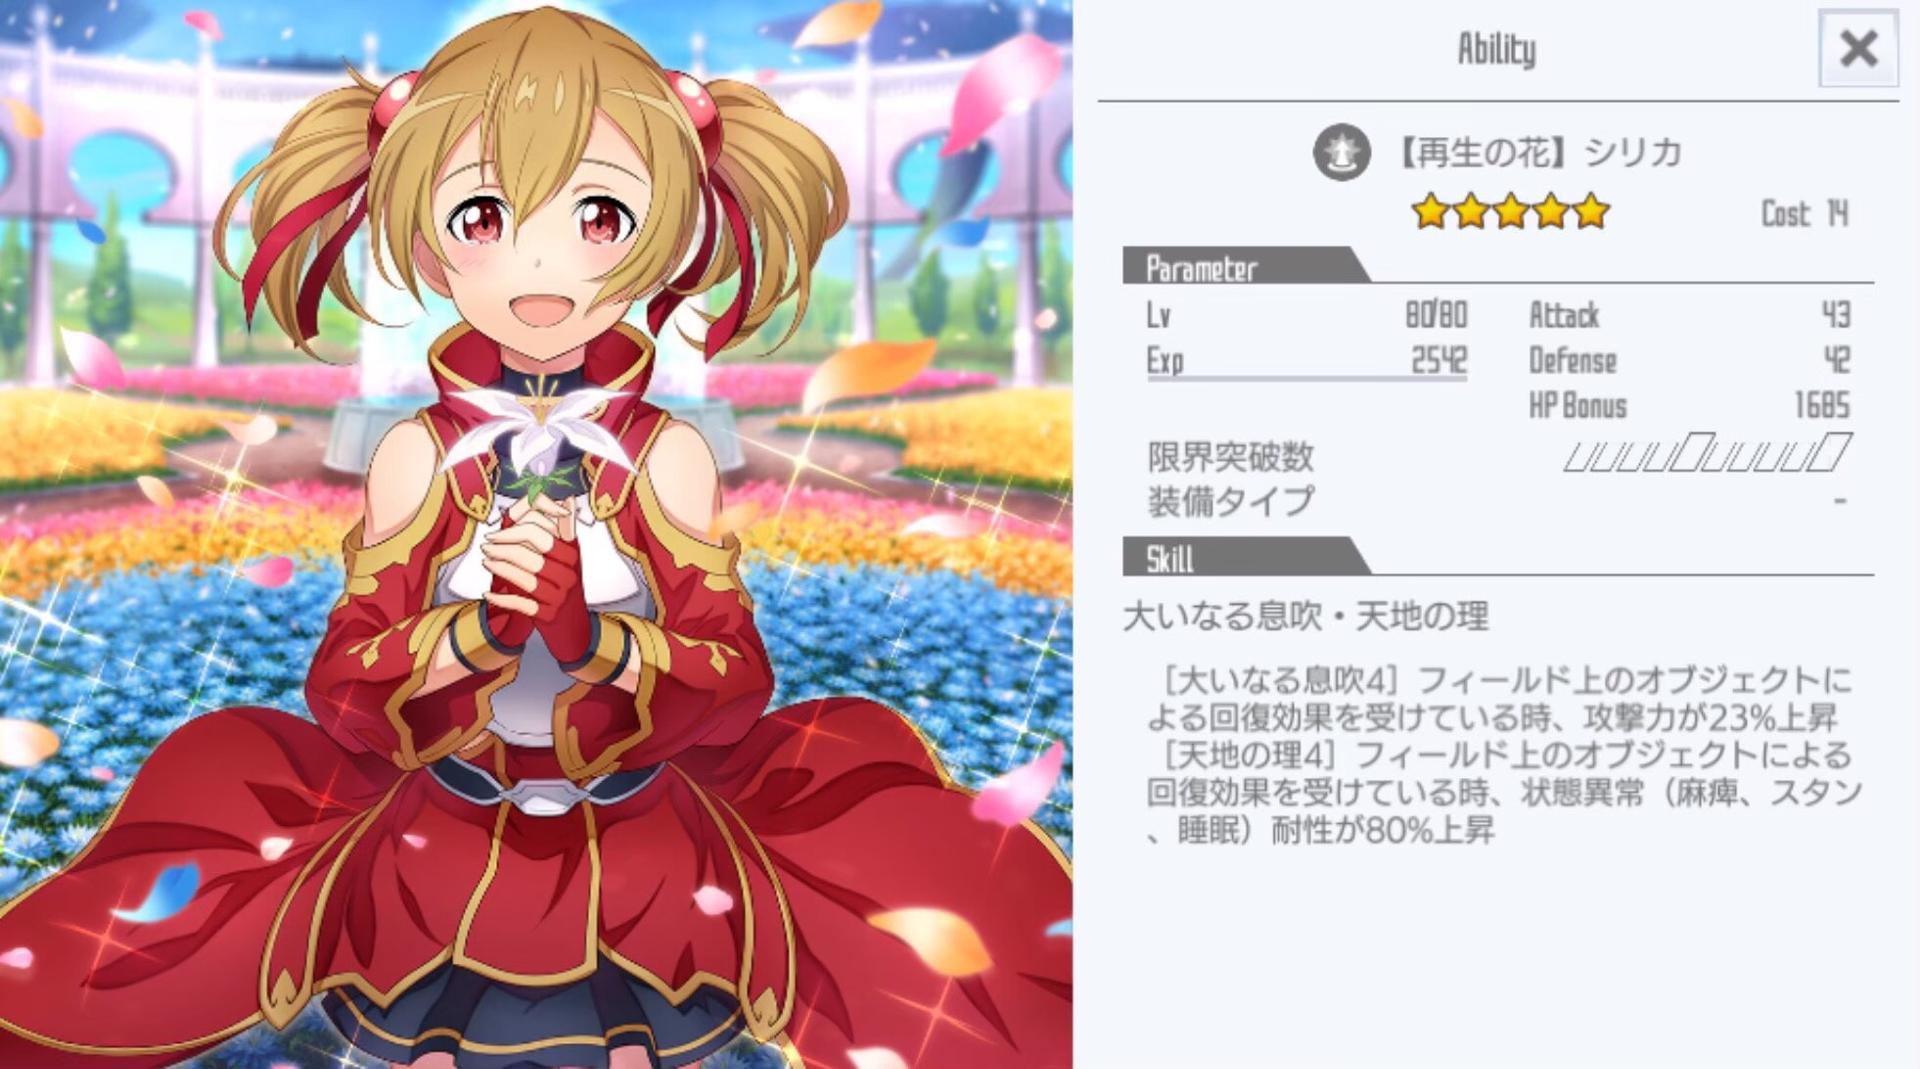 Ability
【再生の花】シリカ
Cost 14
Parameter
Lv 80/80 Attack 43
Exp 2542 Defense 42
HP Bonus 1685
限界突破数
装備タイプ -
Skill
大いなる息吹・天地の理
［大いなる息吹4］フィールド上のオブジェクトに
よる回復効果を受けている時、攻撃力が23%上昇
［天地の理4］フィールド上のオブジェクトによる
回復効果を受けている時、状態異常（麻痺、スタン
、睡眠）耐性が80%上昇